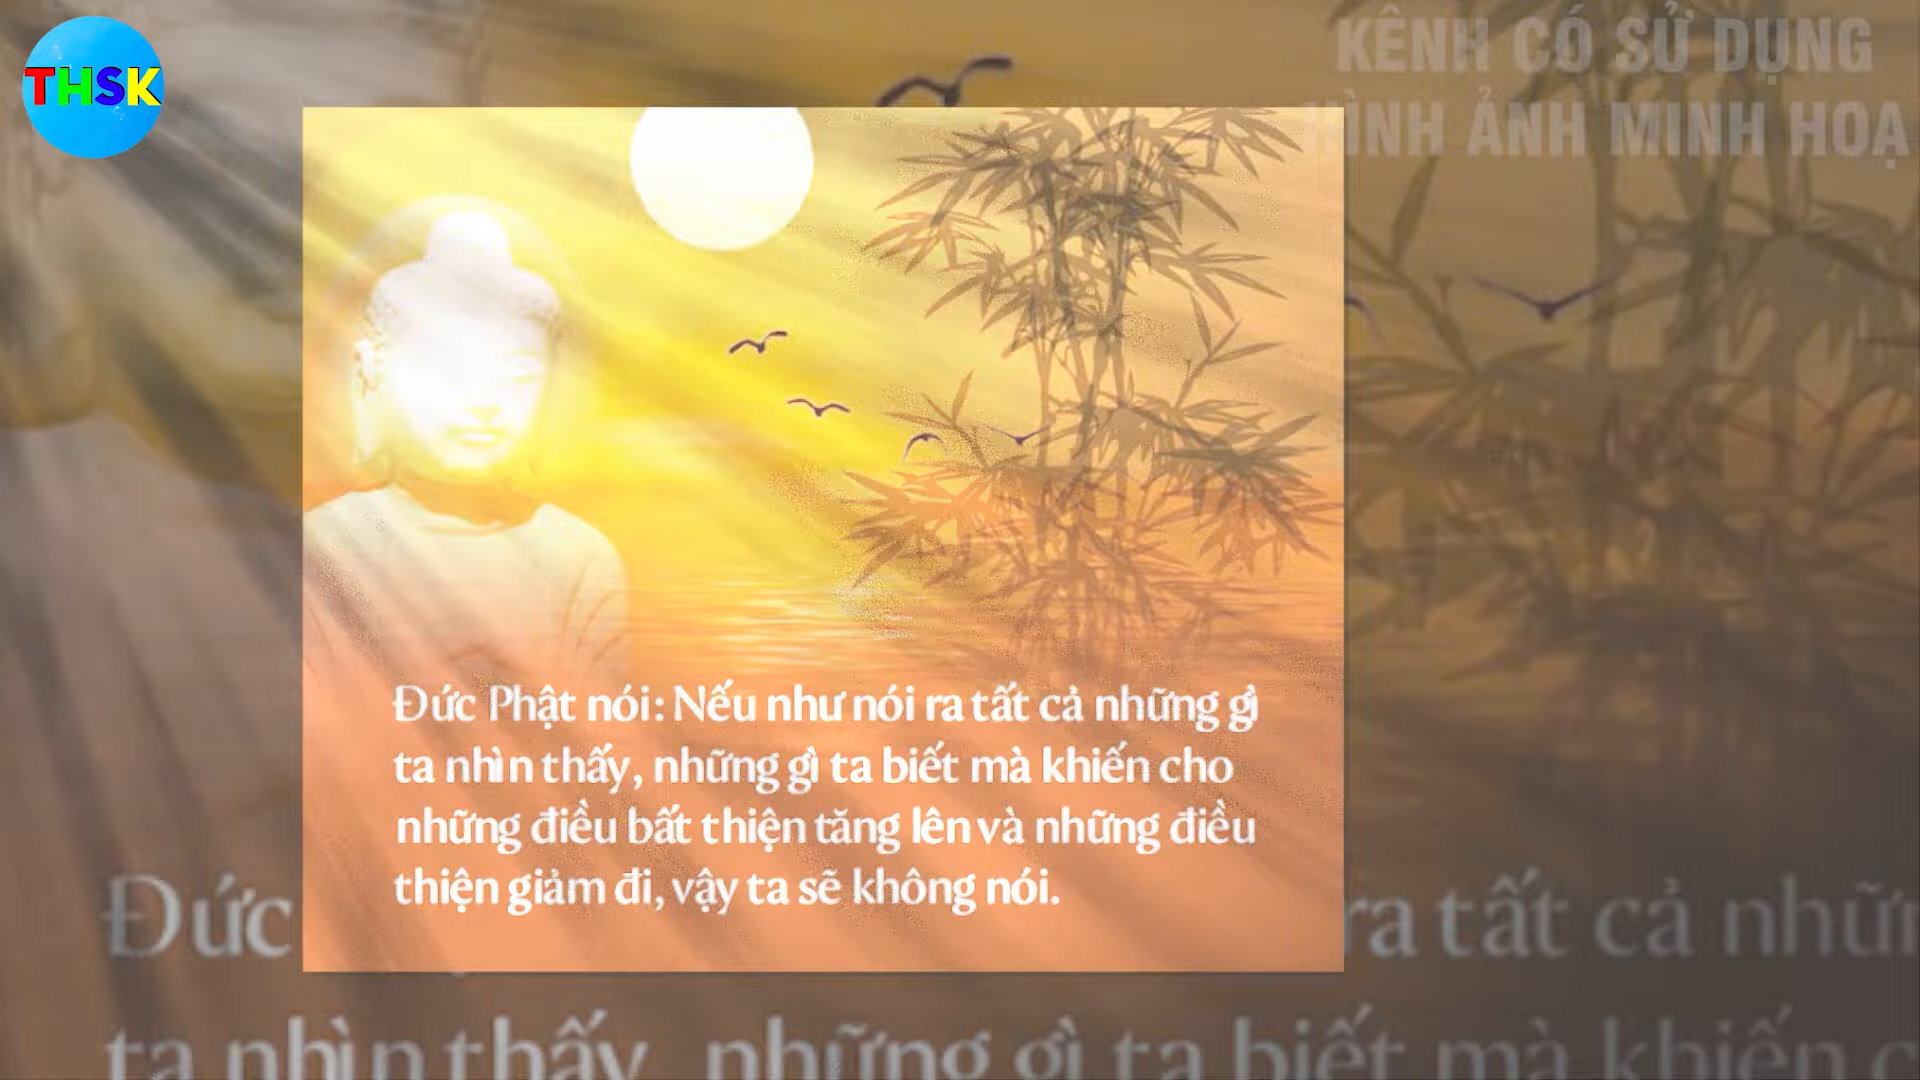 THSK
KÊNH CÓ SỬ DỤNG
HÌNH ẢNH MINH HOẠ
Đức Phật nói: Nếu như nói ra tất cả những gì
ta nhìn thấy, những gì ta biết mà khiến cho
những điều bất thiện tăng lên và những điều
thiện giảm đi, vậy ta sẽ không nói.
Đức ra tất cả
ta nhìn thấy, những gì ta biết mà khiến